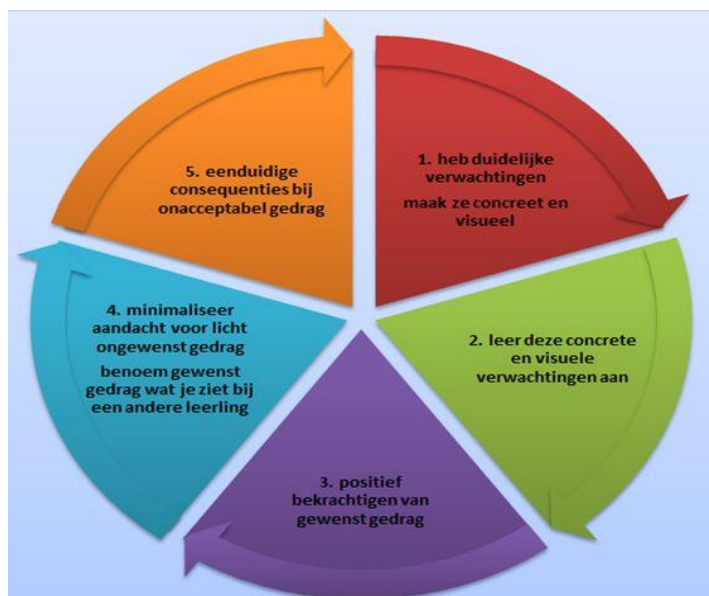 1. heb duidelijke
verwachtingen
maak ze concreet en
visueel
2. leer deze concrete
en visuele
verwachtingen aan
3. positief
bekrachtigen van
gewenst gedrag
4. minimaliseer
aandacht voor licht
ongewenst gedrag
benoem gewenst
gedrag wat je ziet bij
een andere leerling
5. eenduidige
consequenties bij
onacceptabel gedrag